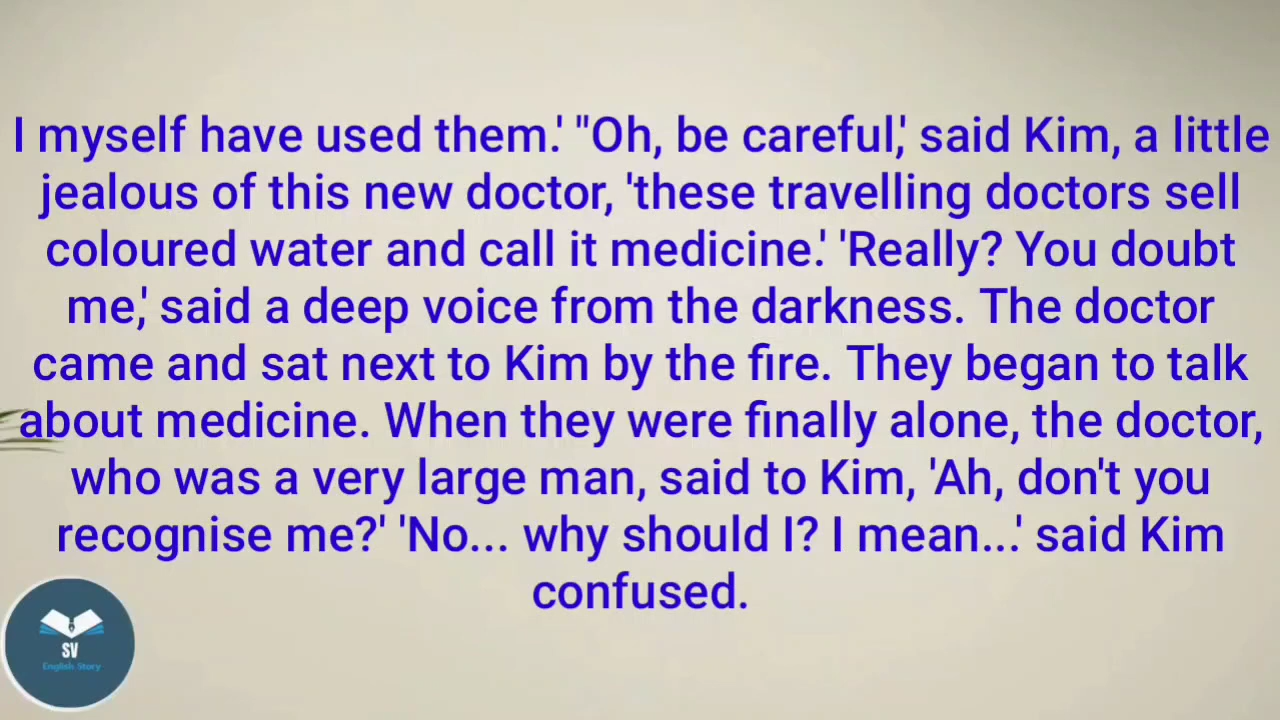 I myself have used them.' "Oh, be careful,' said Kim, a little
jealous of this new doctor, 'these travelling doctors sell
coloured water and call it medicine.' 'Really? You doubt
me,' said a deep voice from the darkness. The doctor
came and sat next to Kim by the fire. They began to talk
about medicine. When they were finally alone, the doctor,
who was a very large man, said to Kim, 'Ah, don't you
recognise me?' 'No... why should I? I mean...' said Kim
confused.
SV
English Story